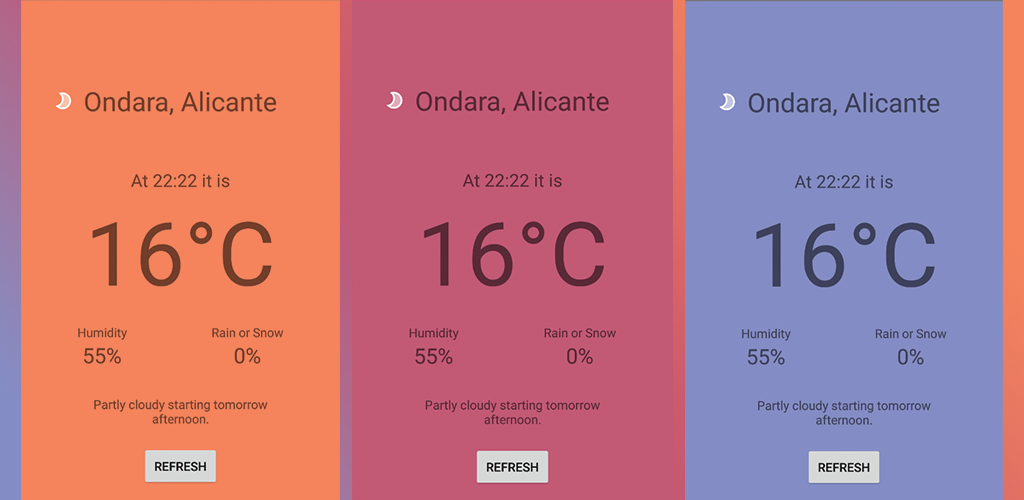 Ondara, Alicante
At 22:22 it is
16°C
Humidity Rain or Snow
55% 0%
Partly cloudy starting tomorrow
afternoon.
REFRESH
Ondara, Alicante
At 22:22 it is
16°C
Humidity Rain or Snow
55% 0%
Partly cloudy starting tomorrow
afternoon.
REFRESH
Ondara, Alicante
At 22:22 it is
16°C
Humidity Rain or Snow
55% 0%
Partly cloudy starting tomorrow
afternoon.
REFRESH